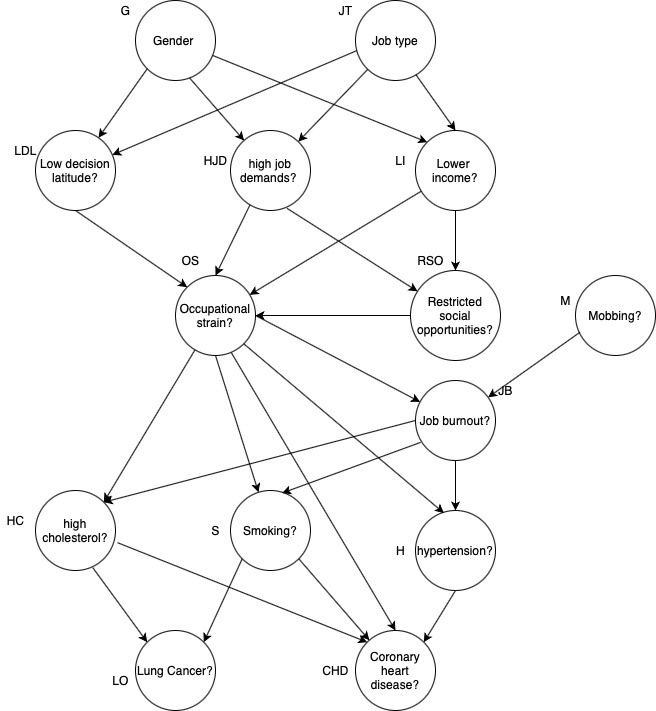 G
JT
Gender
Job type
LDL
HJD
LI
Low decision
latitude?
high job
demands?
Lower
income?
OS
RSO
Occupational
strain?
Restricted
social
opportunities?
M
Mobbing?
JB
Job burnout?
HC
high
cholesterol?
S
Smoking?
H
hypertension?
LO
Lung Cancer?
CHD
Coronary
heart
disease?